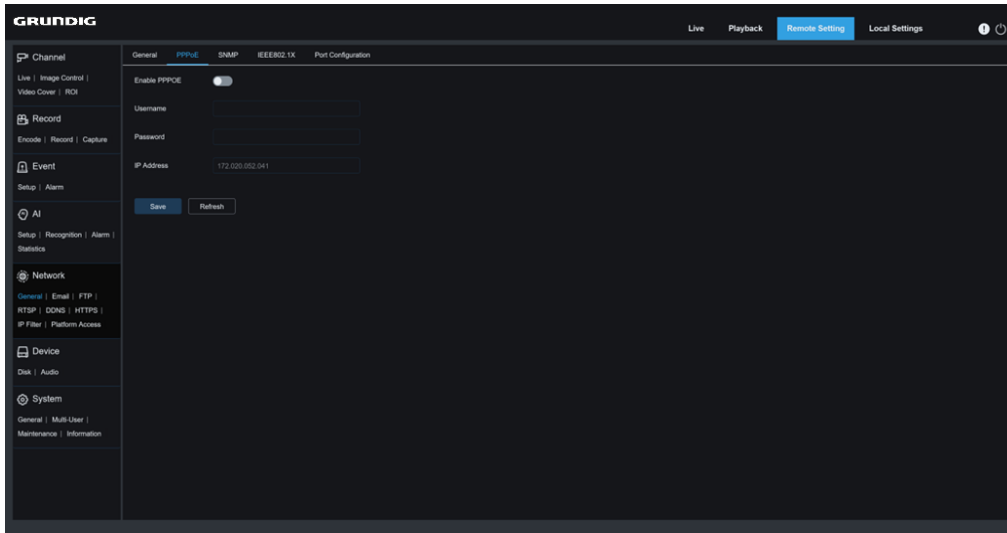 GRUNDIG
Live Playback Remote Setting Local Settings
Channel
Live | Image Control |
Video Cover | ROI
Record
Encode | Record | Capture
Event
Setup | Alarm
AI
Setup | Recognition | Alarm |
Statistics
Network
General | Email | FTP |
RTSP | DDNS | HTTPS |
IP Filter | Platform Access
Device
Disk | Audio
System
General | Multi-User |
Maintenance | Information
General PPPoE SNMP IEEE802.1X Port Configuration
Enable PPPOE
Username
Password
IP Address 172.020.052.041
Save Refresh